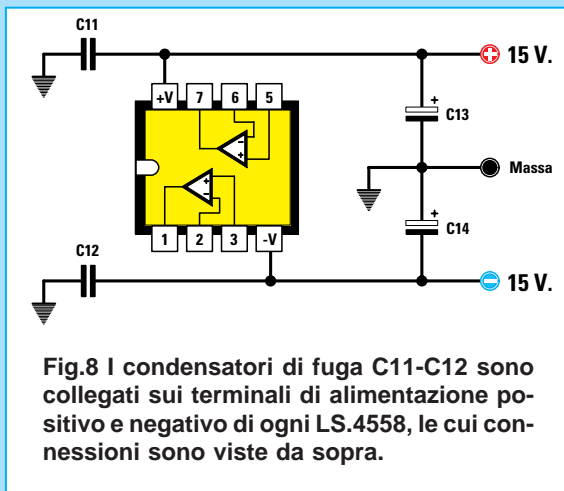 C11
+ 15 V.
+V 7 6 5
- +
+
C13
Massa
+ -
+
C14
1 2 3 -V
C12
- 15 V.
Fig.8 I condensatori di fuga C11-C12 sono
collegati sui terminali di alimentazione po-
sitivo e negativo di ogni LS.4558, le cui con-
nessioni sono viste da sopra.